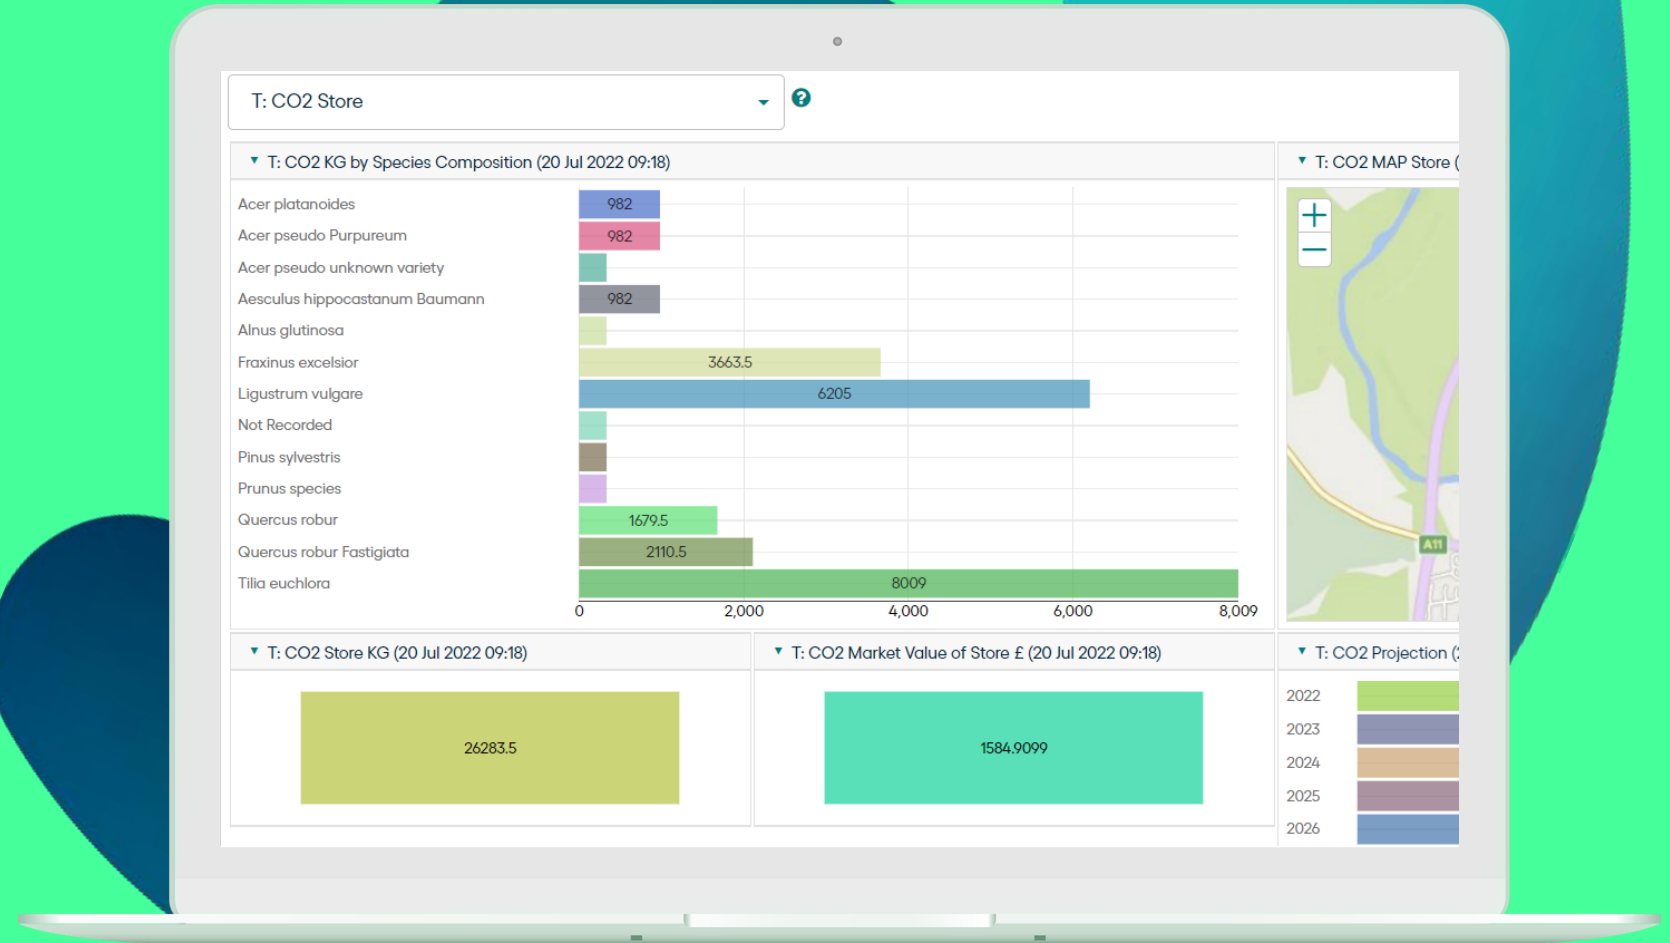 T: CO2 Store
?
T: CO2 KG by Species Composition (20 Jul 2022 09:18)
Acer platanoides 982
Acer pseudo Purpureum 982
Acer pseudo unknown variety
Aesculus hippocastanum Baumann 982
Alnus glutinosa
Fraxinus excelsior 3663.5
Ligustrum vulgare 6205
Not Recorded
Pinus sylvestris
Prunus species
Quercus robur 1679.5
Quercus robur Fastigiata 2110.5
Tilia euchlora 8009
0 2,000 4,000 6,000 8,009
T: CO2 MAP Store (
+
−
A11
T: CO2 Store KG (20 Jul 2022 09:18)
26283.5
T: CO2 Market Value of Store £ (20 Jul 2022 09:18)
1584.9099
T: CO2 Projection (
2022
2023
2024
2025
2026